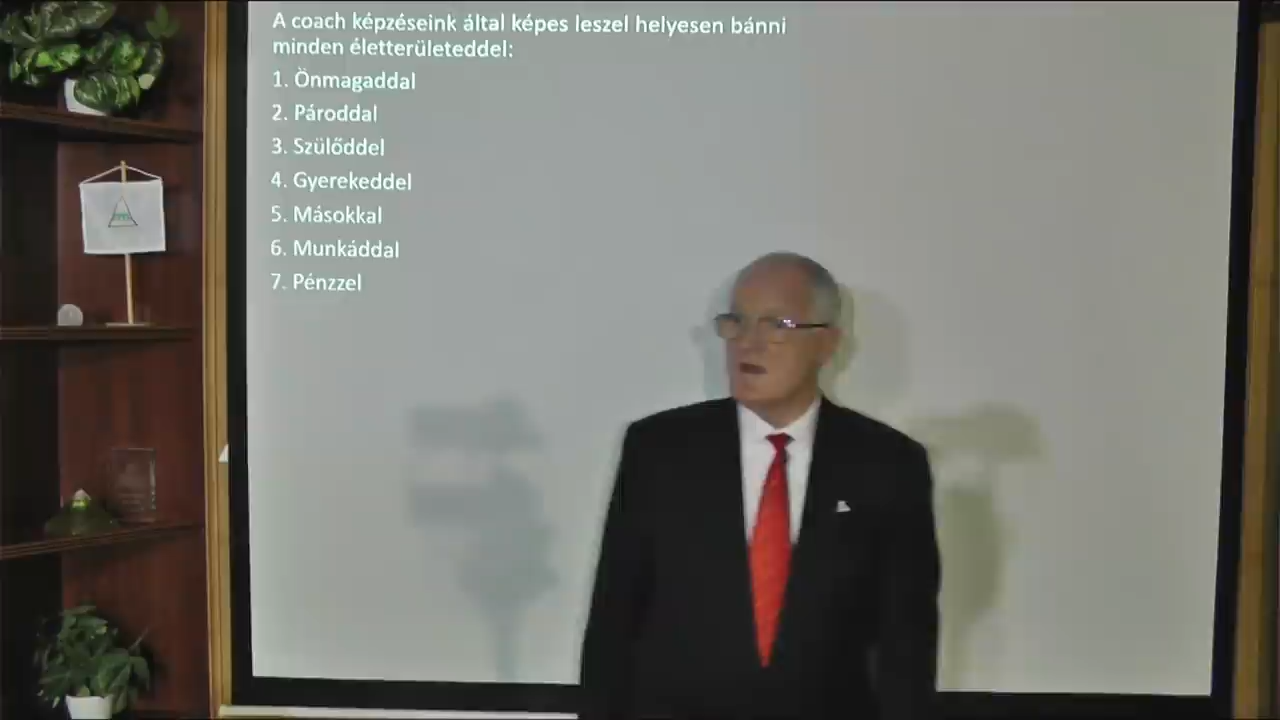 A coach képzéseink által képes leszel helyesen bánni
minden életterületeddel:
1. Önmagaddal
2. Pároddal
3. Szülőddel
4. Gyerekeddel
5. Másokkal
6. Munkáddal
7. Pénzzel